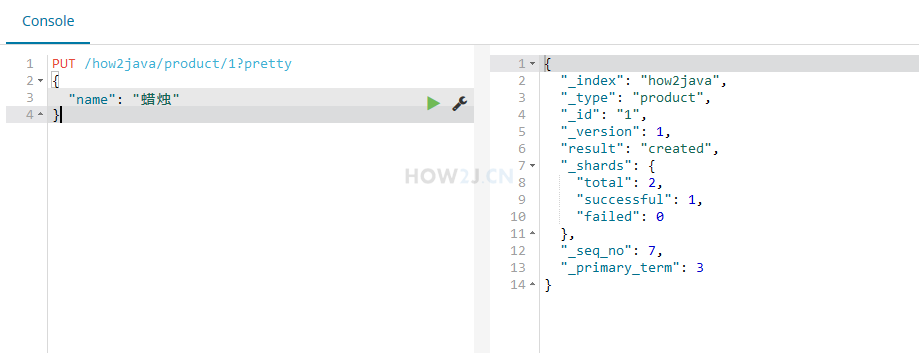 Console
1 PUT /how2java/product/1?pretty
2 {
3 "name": "蜡烛"
4 }
1 {
2 "_index": "how2java",
3 "_type": "product",
4 "_id": "1",
5 "_version": 1,
6 "result": "created",
7 "_shards": {
8 "total": 2,
9 "successful": 1,
10 "failed": 0
11 },
12 "_seq_no": 7,
13 "_primary_term": 3
14 }
HOW2J.CN